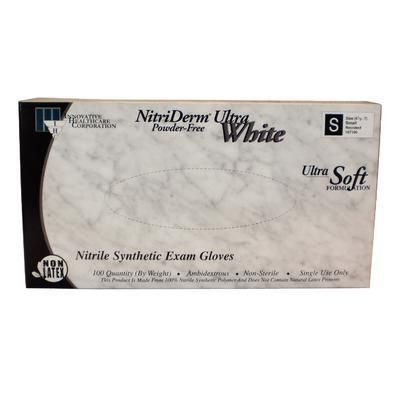 INNOVATIVE
HEALTHCARE
CORPORATION
NitriDerm® Ultra
Powder-Free
White
S
Small
Ultra
Soft
FORMULATION
NON
LATEX
Nitrile Synthetic Exam Gloves
100 Quantity (By Weight) • Ambidextrous • Non-Sterile • Single Use Only
This Product Is Made From 100% Nitrile Synthetic Polymer And Does Not Contain Natural Latex Proteins